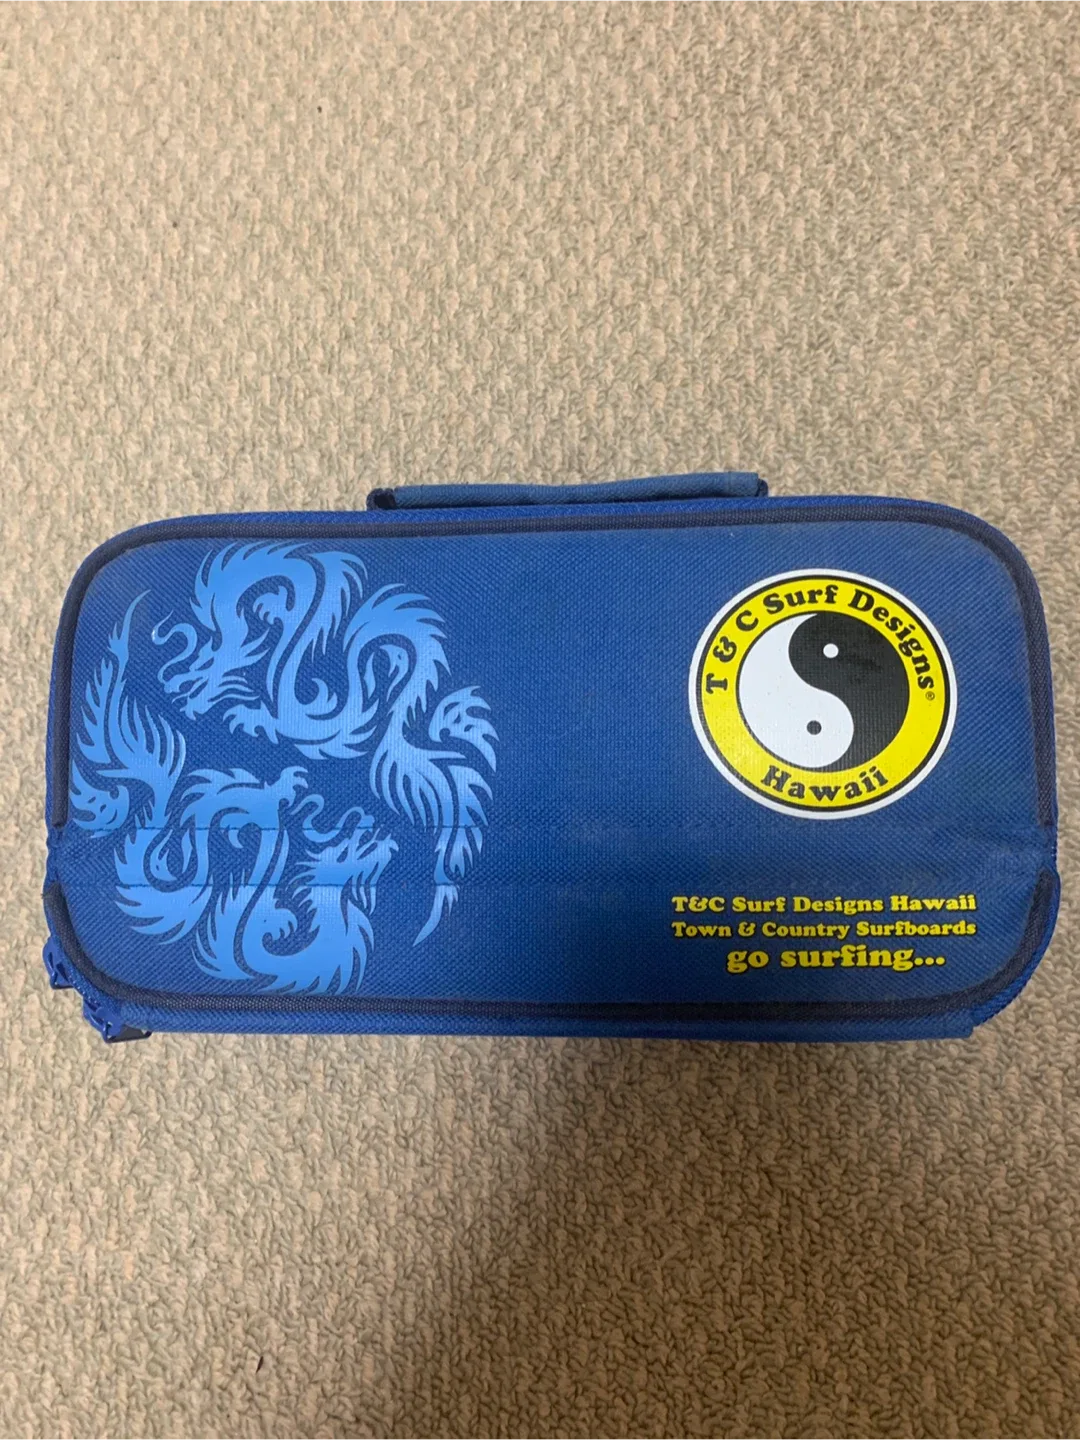 T & C Surf Designs®
Hawaii
T&C Surf Designs Hawaii
Town & Country Surfboards
go surfing...